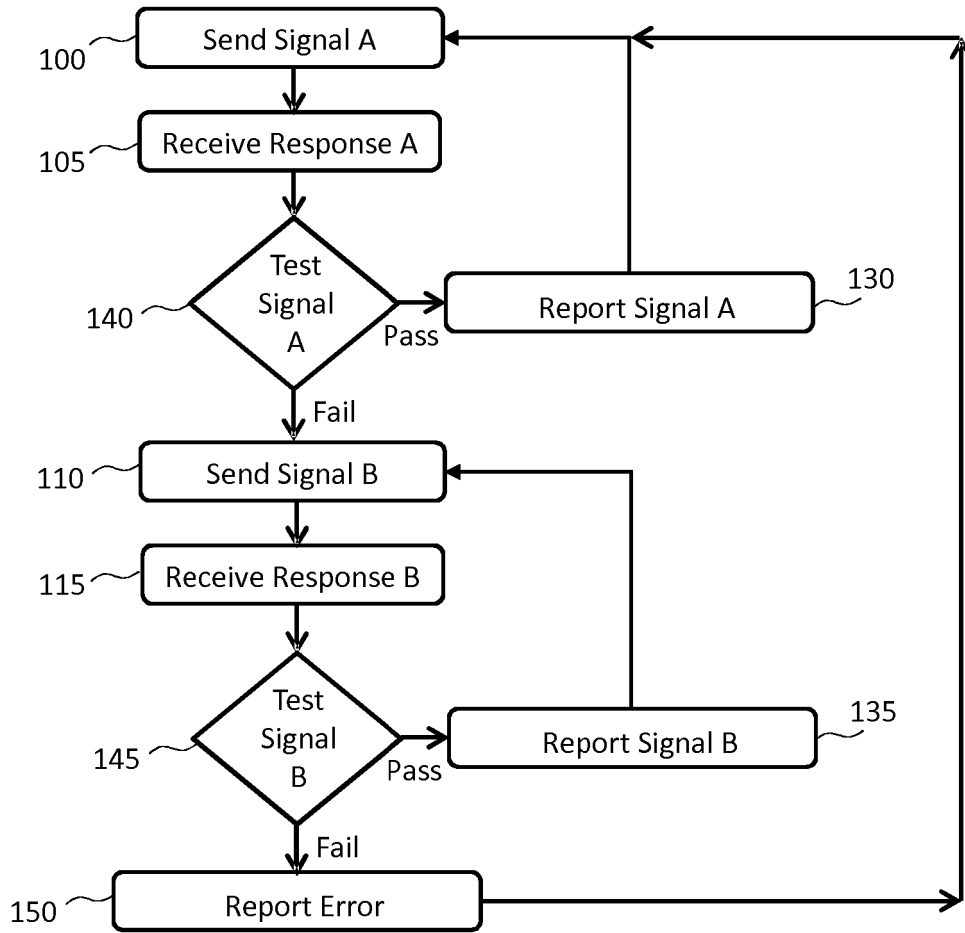 Send Signal A
100
Receive Response A
105
Test
Signal
A
140
Pass
Report Signal A
130
Fail
Send Signal B
110
Receive Response B
115
Test
Signal
B
145
Pass
Report Signal B
135
Fail
Report Error
150